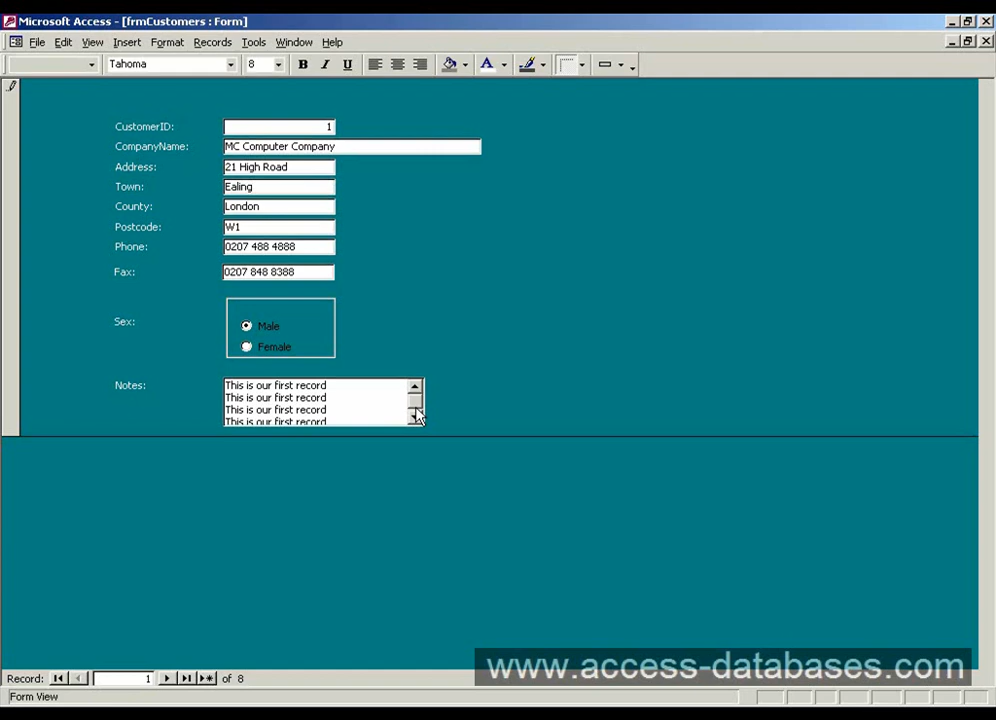 Microsoft Access - [frmCustomers : Form]
File Edit View Insert Format Records Tools Window Help
Tahoma 8 B I U A
CustomerID: 1
CompanyName: MC Computer Company
Address: 21 High Road
Town: Ealing
County: London
Postcode: W1
Phone: 0207 488 4888
Fax: 0207 848 8388
Sex:
Male
Female
Notes: This is our first record
This is our first record
This is our first record
This is our first record
www.access-databases.com
Record: 1 of 8
Form View